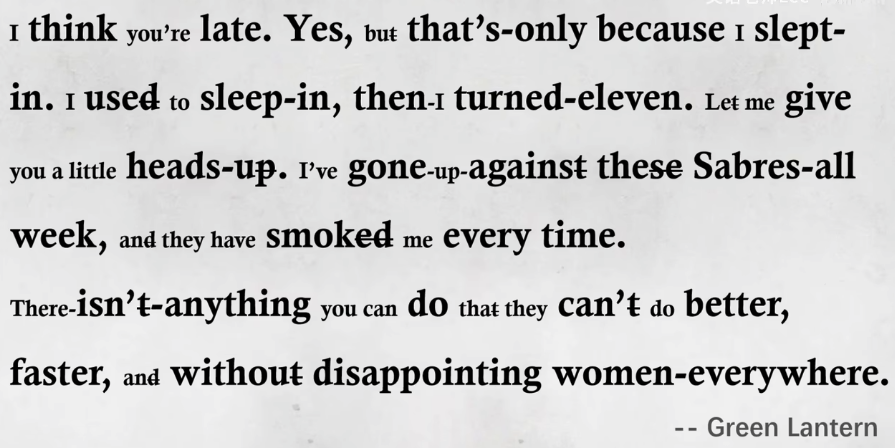 I think you're late. Yes, but that's-only because I slept-
in. I used to sleep-in, then-I turned-eleven. Let me give
you a little heads-up. I've gone-up-against these Sabres-all
week, and they have smoked me every time.
There-isn't-anything you can do that they can't do better,
faster, and without disappointing women-everywhere.
-- Green Lantern